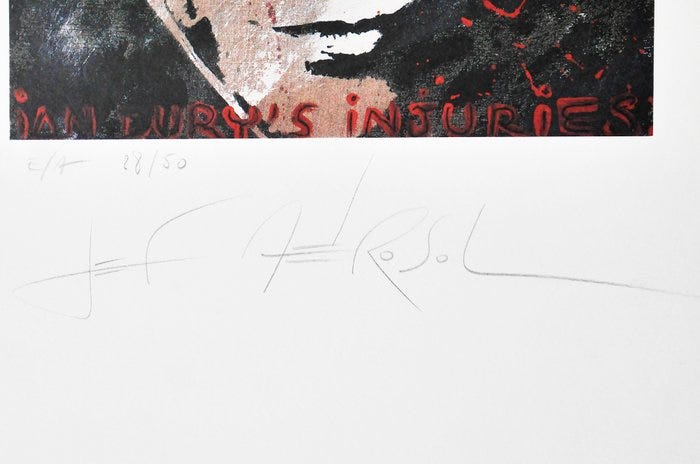 iAN DURY'S iNJURiES
E/A 28/50
JEF AÉROSOL